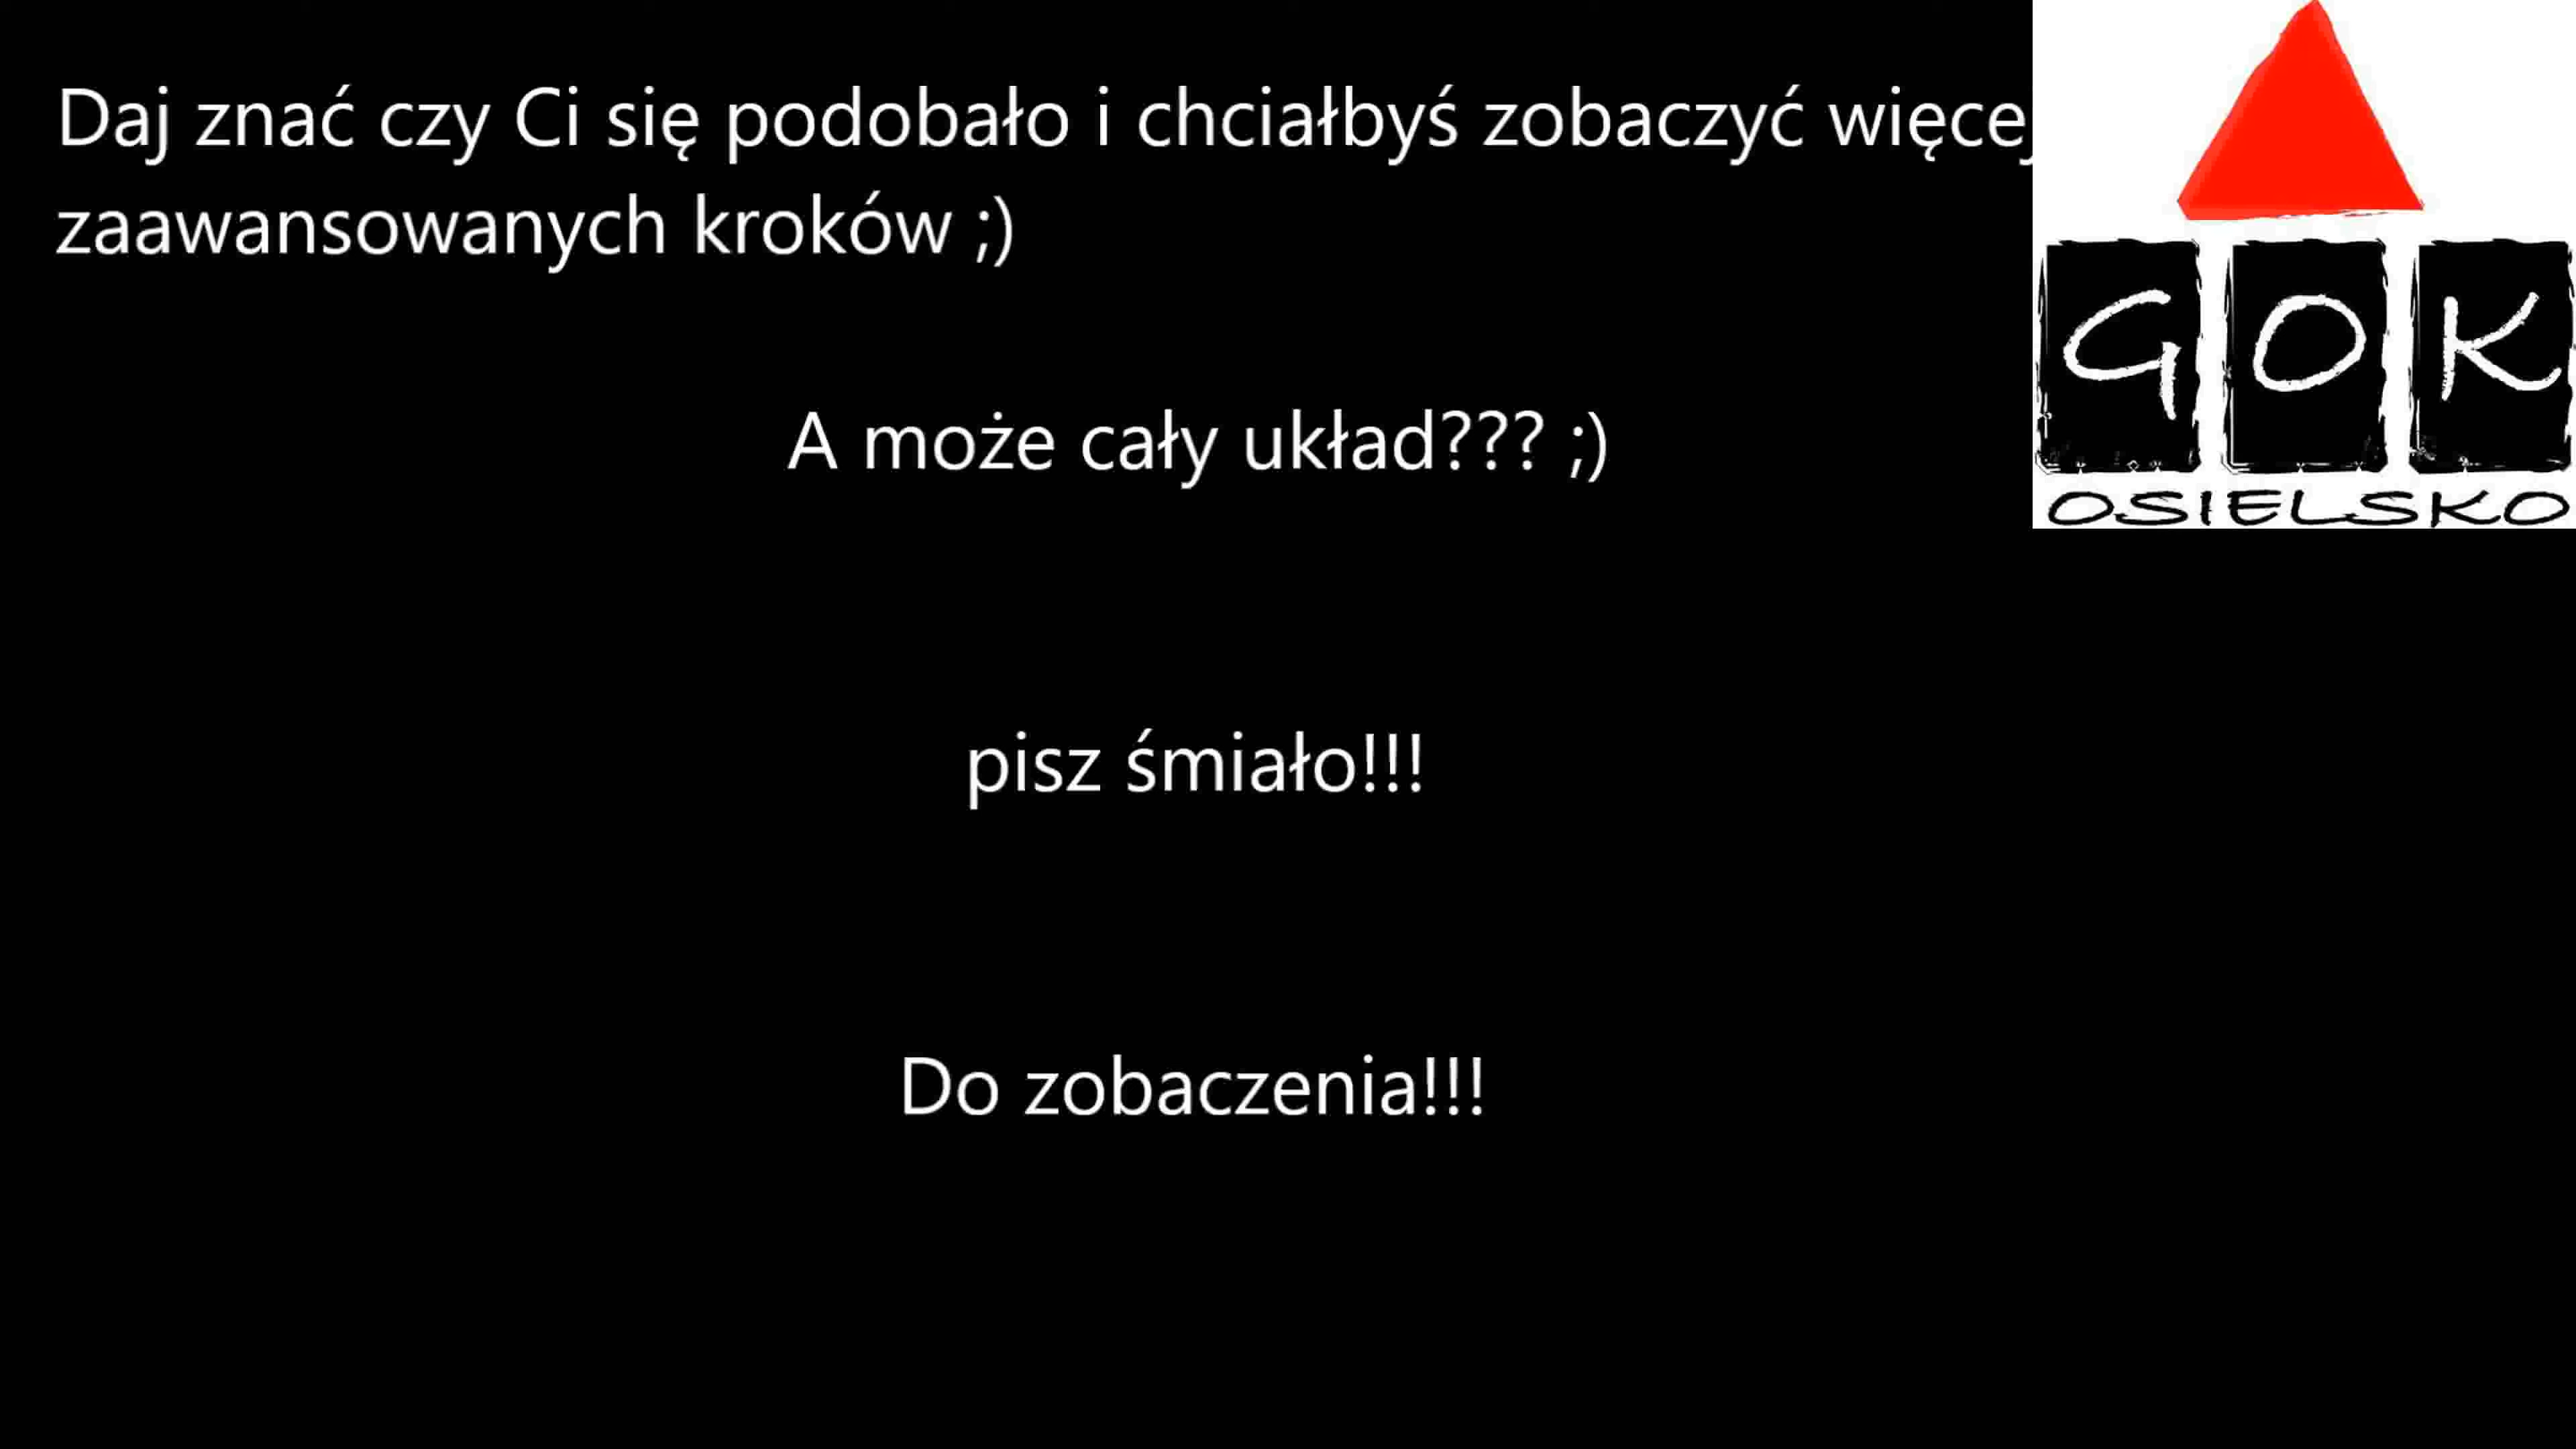 Daj znać czy Ci się podobało i chciałbyś zobaczyć więcej
zaawansowanych kroków ;)
A może cały układ??? ;)
pisz śmiało!!!
Do zobaczenia!!!
GOK
OSIELSKO